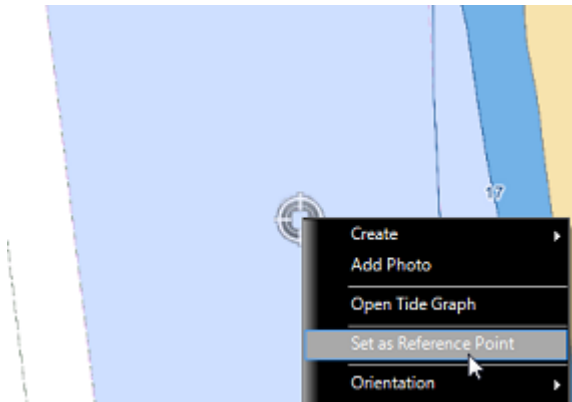 17
Create
Add Photo
Open Tide Graph
Set as Reference Point
Orientation